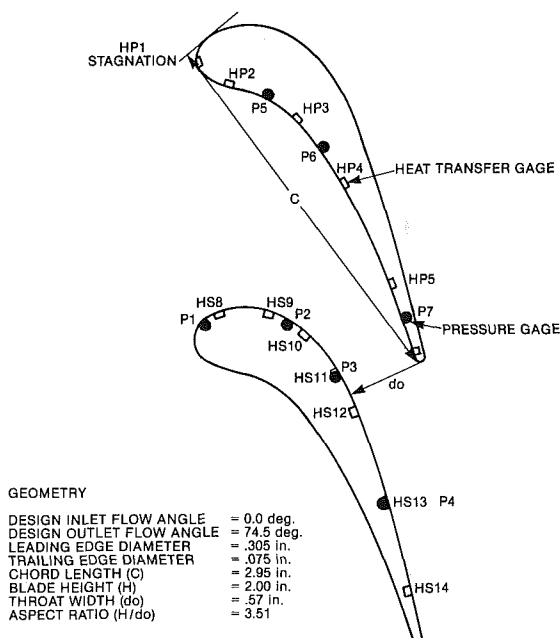 HP1
STAGNATION
HP2
P5
HP3
P6
HP4
HEAT TRANSFER GAGE
C
HP5
P7
PRESSURE GAGE
do
HS8
HS9
P1
P2
HS10
P3
HS11
HS12
HS13 P4
HS14
GEOMETRY
DESIGN INLET FLOW ANGLE = 0.0 deg.
DESIGN OUTLET FLOW ANGLE = 74.5 deg.
LEADING EDGE DIAMETER = .305 in.
TRAILING EDGE DIAMETER = .075 in.
CHORD LENGTH (C) = 2.95 in.
BLADE HEIGHT (H) = 2.00 in.
THROAT WIDTH (do) = .57 in.
ASPECT RATIO (H/do) = 3.51